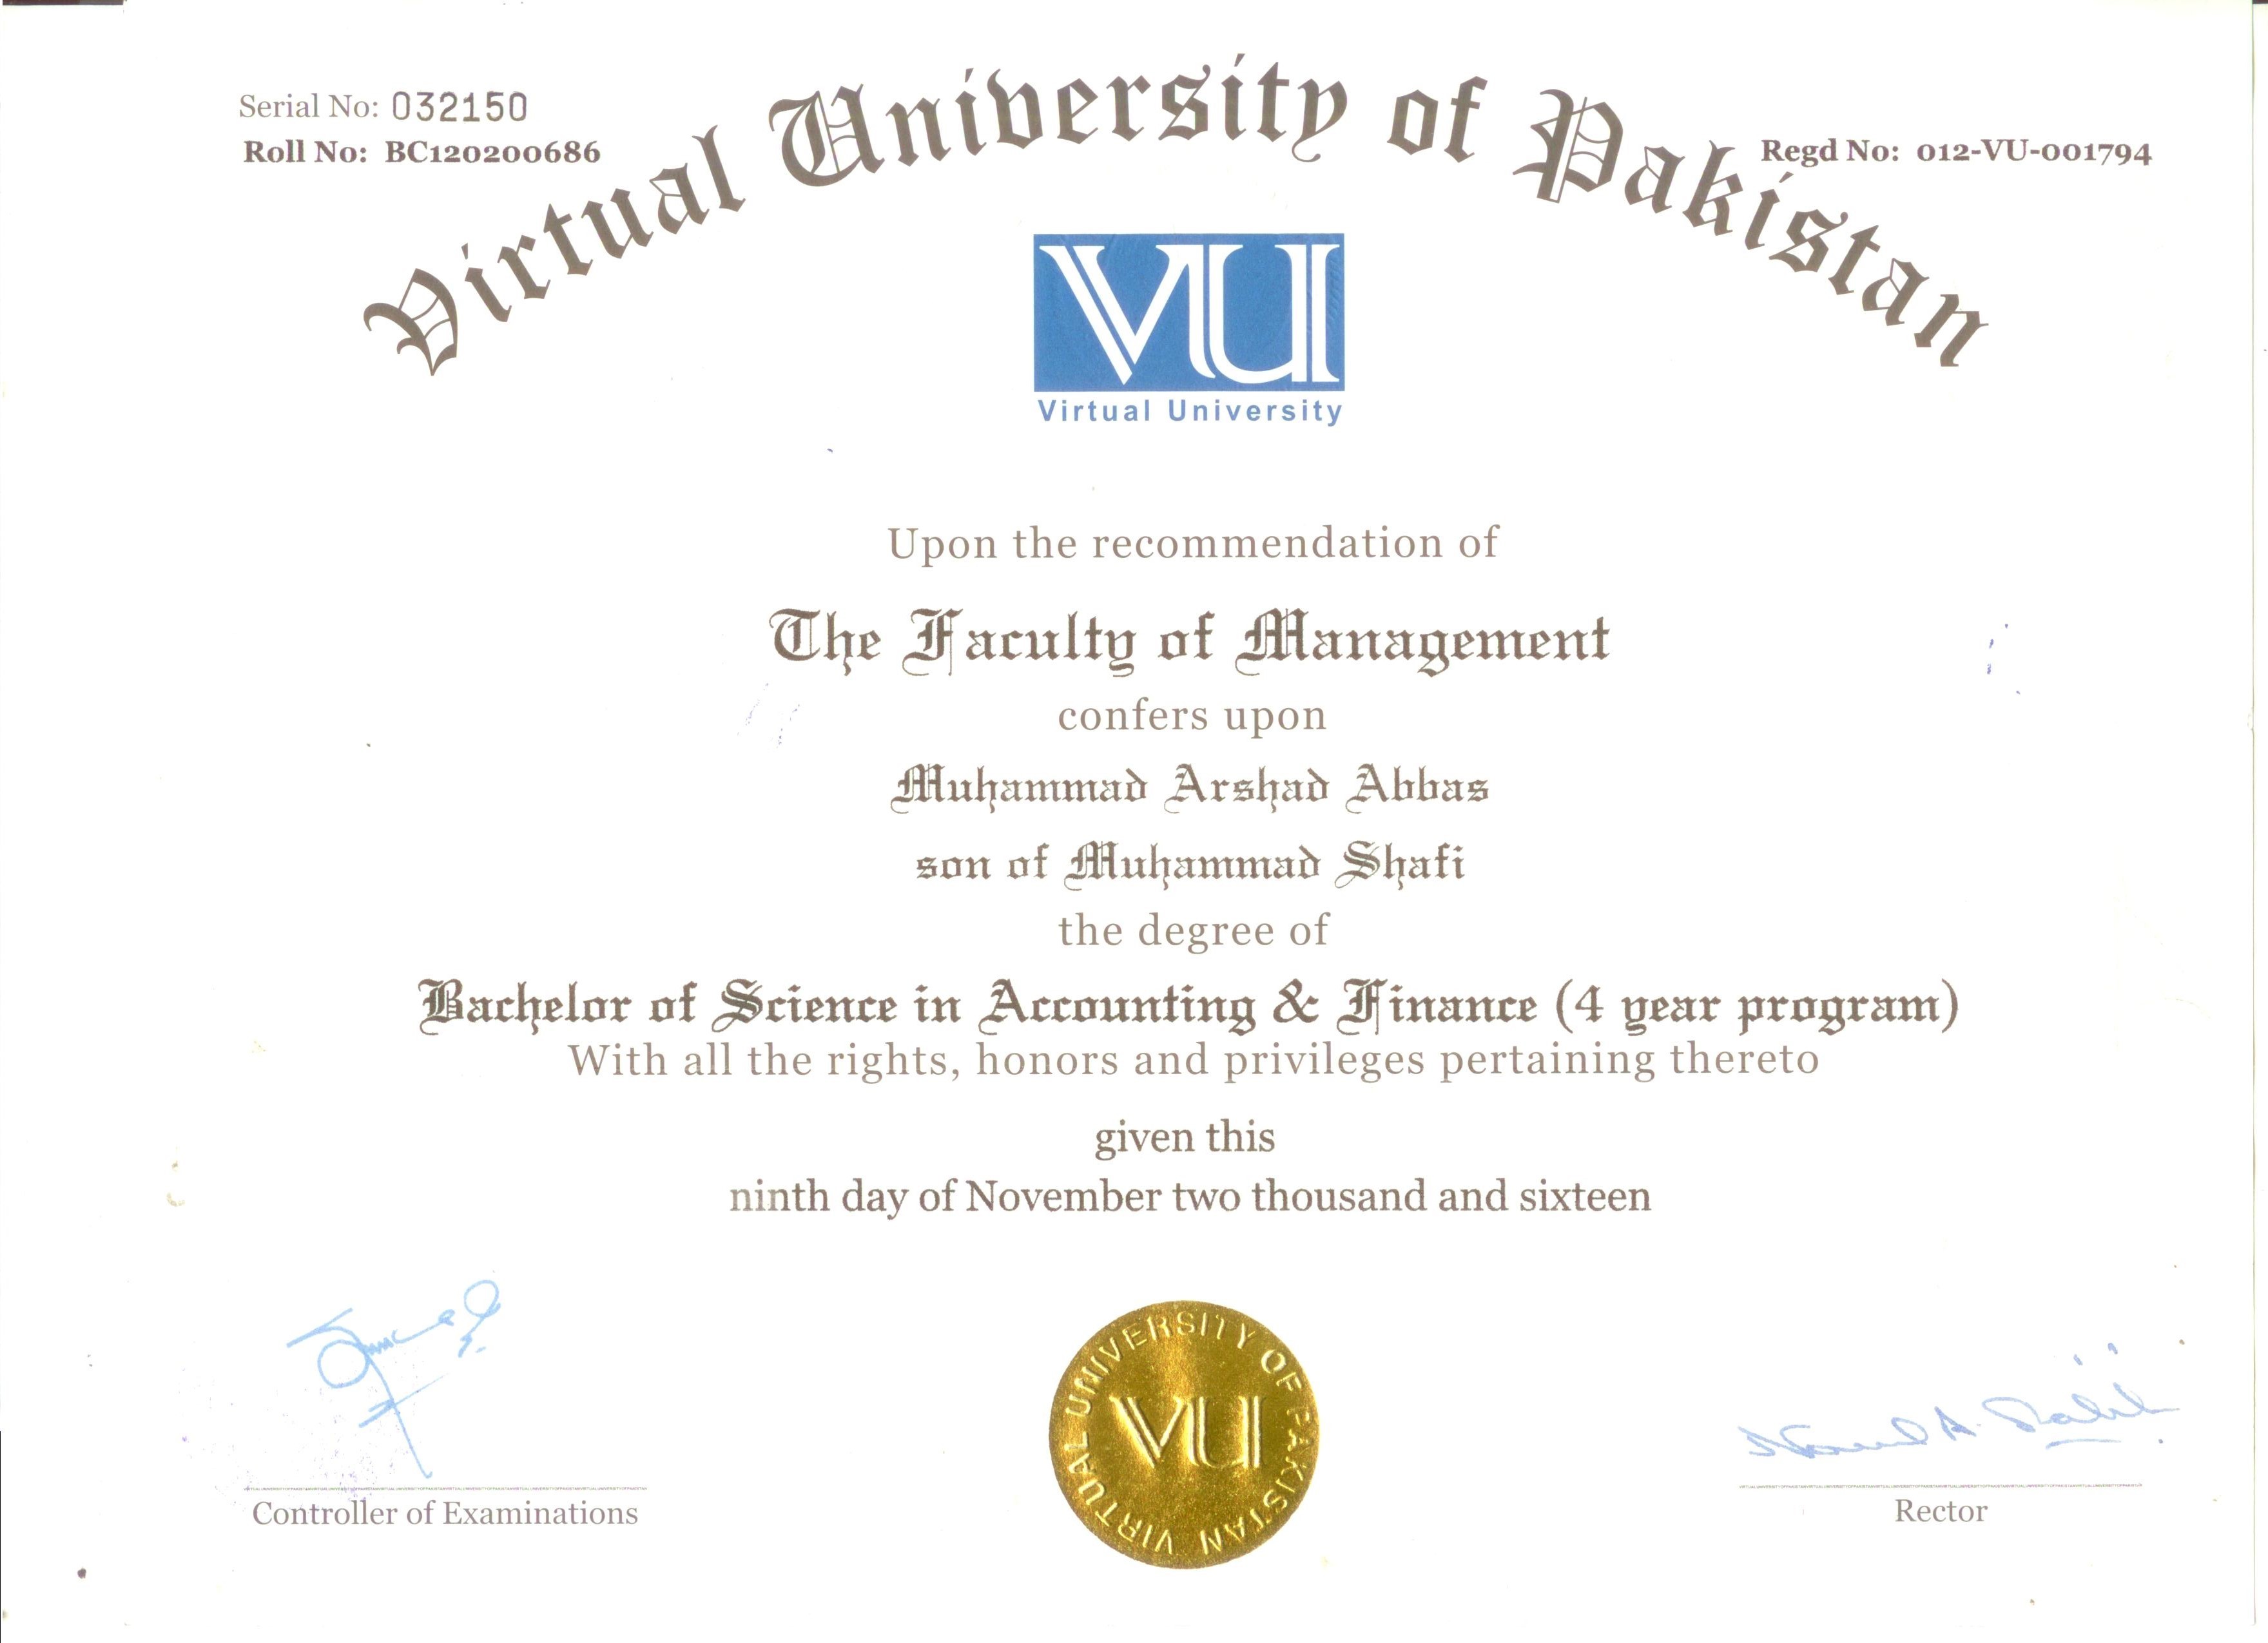 Serial No: 032150
Roll No: BC120200686
Regd No: 012-VU-001794
Virtual University of Pakistan
VU
Virtual University
Upon the recommendation of
The Faculty of Management
confers upon
Muhammad Arshad Abbas
son of Muhammad Shafi
the degree of
Bachelor of Science in Accounting & Finance (4 year program)
With all the rights, honors and privileges pertaining thereto
given this
ninth day of November two thousand and sixteen
VIRTUAL UNIVERSITY OF PAKISTAN
VU
Controller of Examinations
Rector